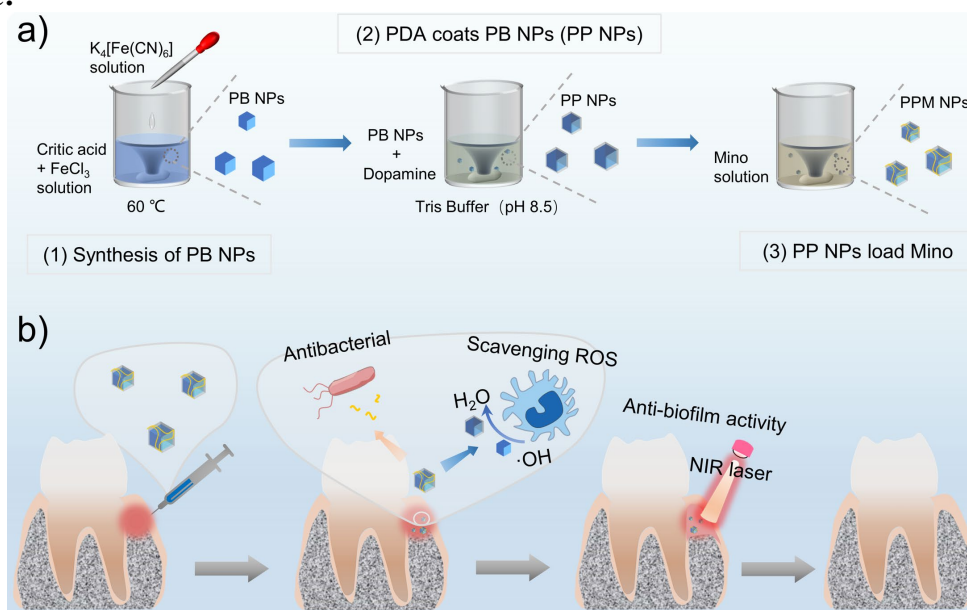 a)
(2) PDA coats PB NPs (PP NPs)
K₄[Fe(CN)₆]
solution
PB NPs
Critic acid
+ FeCl₃
solution
60 ℃
PB NPs
+
Dopamine
PP NPs
Tris Buffer (pH 8.5)
Mino
solution
PPM NPs
(1) Synthesis of PB NPs
(3) PP NPs load Mino
b)
Antibacterial
Scavenging ROS
H₂O
·OH
Anti-biofilm activity
NIR laser